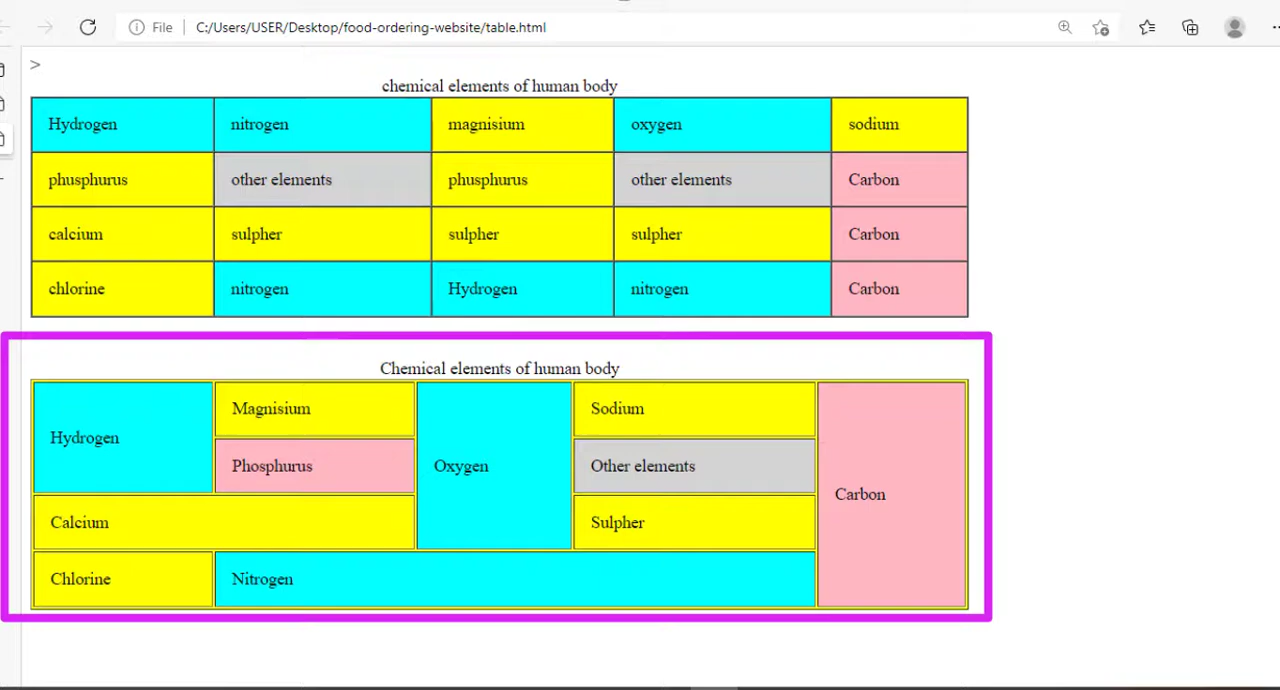 File C:/Users/USER/Desktop/food-ordering-website/table.html
>
chemical elements of human body
Hydrogen nitrogen magnisium oxygen sodium
phusphurus other elements phusphurus other elements Carbon
calcium sulpher sulpher sulpher Carbon
chlorine nitrogen Hydrogen nitrogen Carbon
Chemical elements of human body
Magnisium Sodium
Hydrogen
Phosphurus Oxygen Other elements
Carbon
Calcium Sulpher
Chlorine Nitrogen